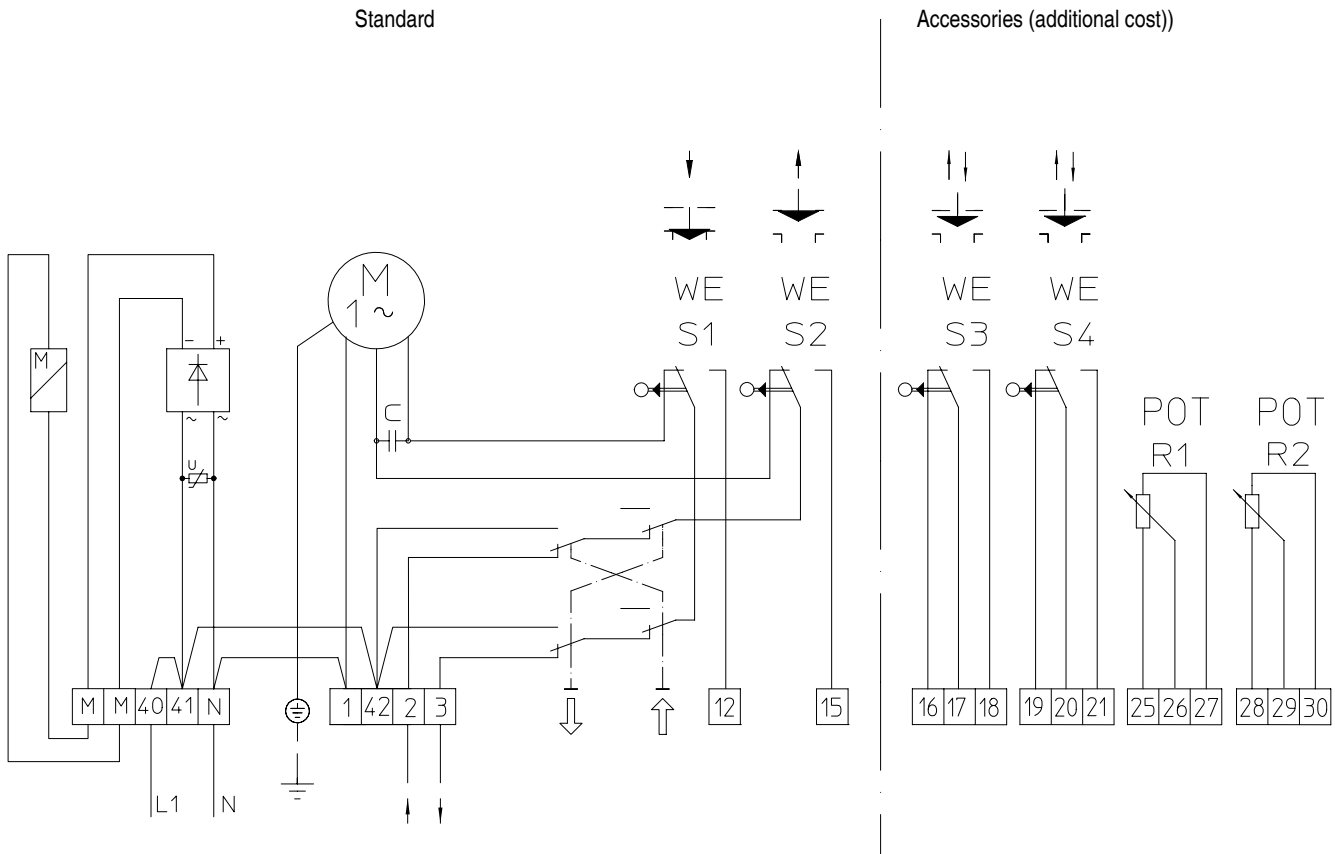 Standard
Accessories (additional cost))
WE
S1
WE
S2
WE
S3
WE
S4
M
1 ~
M
- +
~ ~
U
C
POT
R1
POT
R2
M M 40 41 N
1 42 2 3
12
15
16 17 18
19 20 21
25 26 27
28 29 30
L1
N